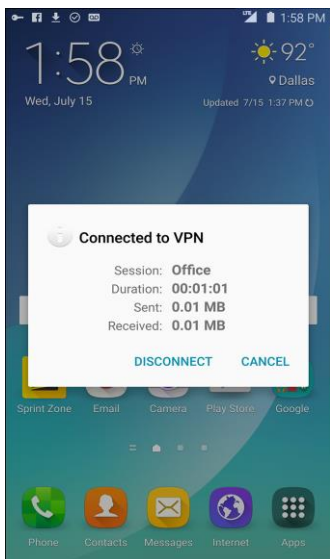 1:58 PM
1:58 PM
92°
Dallas
Wed, July 15
Updated 7/15 1:37 PM
Connected to VPN
Session: Office
Duration: 00:01:01
Sent: 0.01 MB
Received: 0.01 MB
DISCONNECT CANCEL
Sprint Zone Email Camera Play Store Google
Phone Contacts Messages Internet Apps